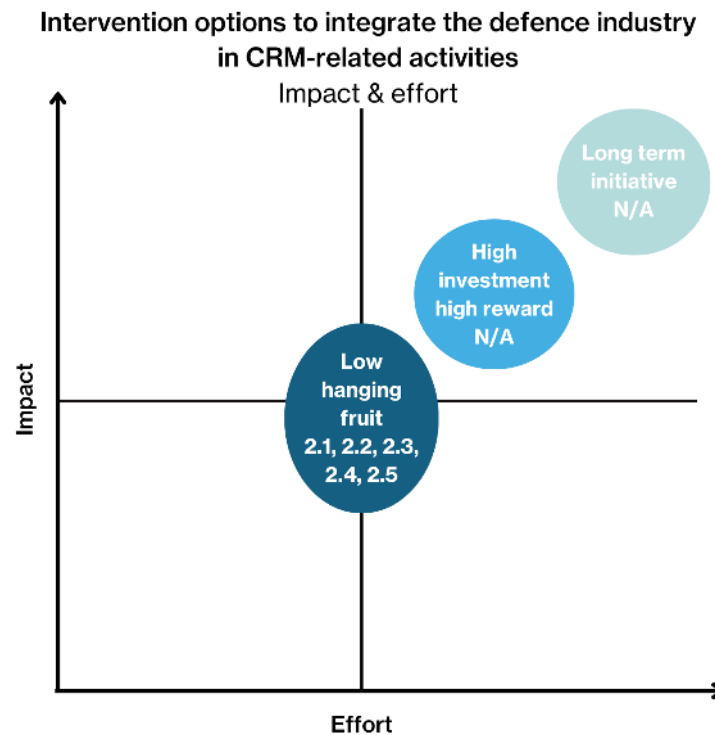 Intervention options to integrate the defence industry
in CRM-related activities
Impact & effort
Long term
initiative
N/A
High
investment
high reward
N/A
Low
hanging
fruit
2.1, 2.2, 2.3,
2.4, 2.5
Impact
Effort